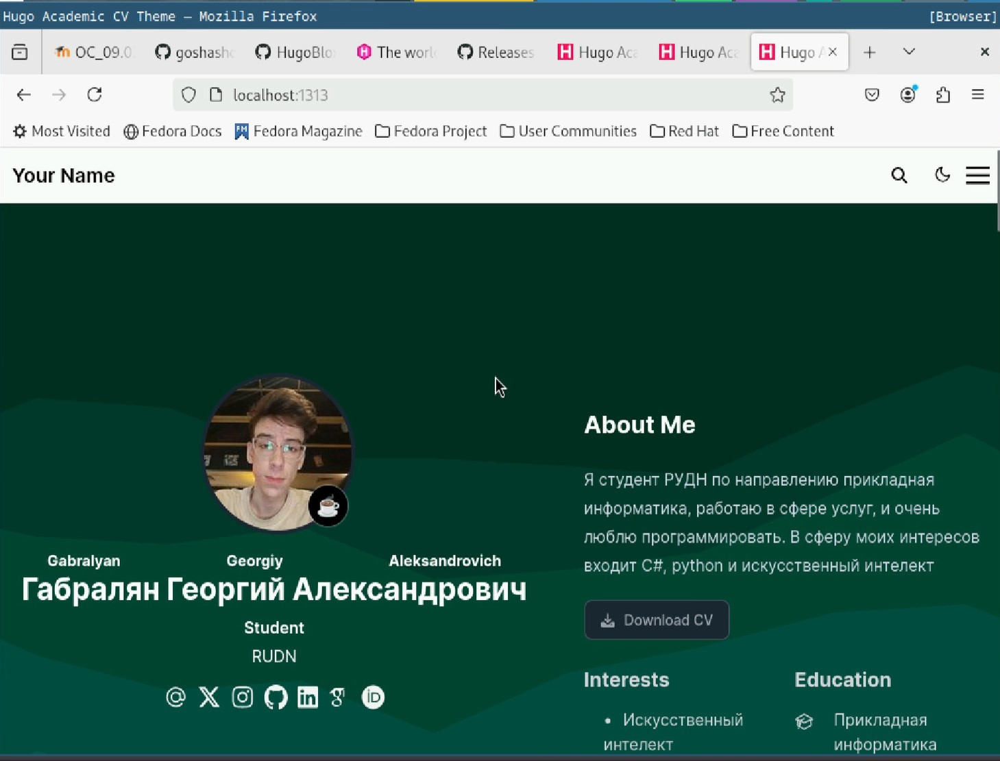 Hugo Academic CV Theme — Mozilla Firefox [Browser]
OC_09.0 goshasho HugoBlo The worl Releases Hugo Aca Hugo Aca Hugo A
localhost:1313
Most Visited Fedora Docs Fedora Magazine Fedora Project User Communities Red Hat Free Content
Your Name
Gabralyan Georgiy Aleksandrovich
Габралян Георгий Александрович
Student
RUDN
About Me
Я студент РУДН по направлению прикладная
информатика, работаю в сфере услуг, и очень
люблю программировать. В сферу моих интересов
входит C#, python и искусственный интелект
Download CV
Interests
• Искусственный
интелект
Education
Прикладная
информатика